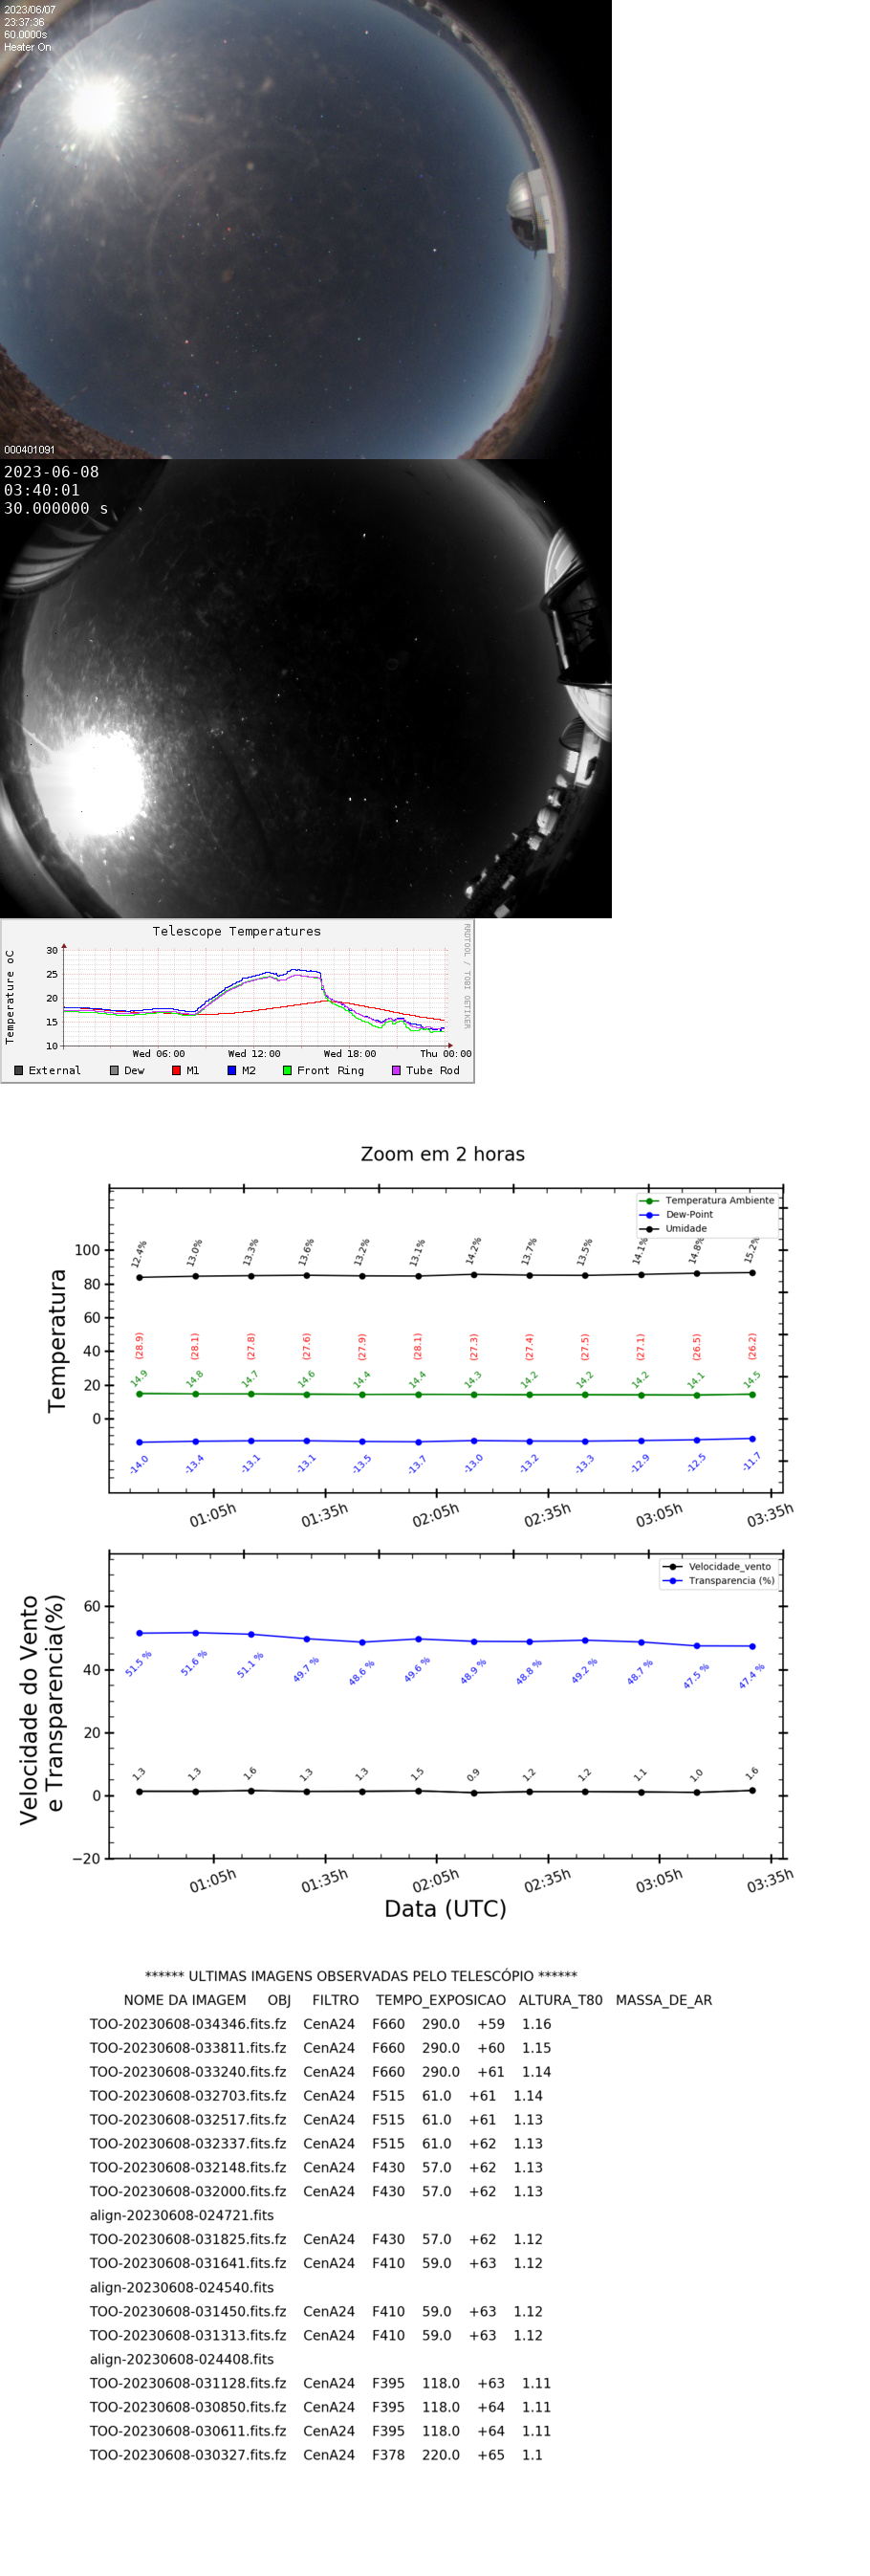 2023/06/07
23:37:36
60.0000s
Heater On
000401091
2023-06-08
03:40:01
30.000000 s
Telescope Temperatures
RRDTOOL / TOBI OETIKER
Temperature oC
30
25
20
15
10
Wed 06:00 Wed 12:00 Wed 18:00 Thu 00:00
External Dew M1 M2 Front Ring Tube Rod
Zoom em 2 horas
Temperatura Ambiente
Dew-Point
Umidade
Temperatura
100
80
60
40
20
0
12.4% 13.0% 13.3% 13.6% 13.2% 13.1% 14.2% 13.7% 13.5% 14.1% 14.8% 15.2%
(28.9) (28.1) (27.8) (27.6) (27.9) (28.1) (27.3) (27.4) (27.5) (27.1) (26.5) (26.2)
14.9 14.8 14.7 14.6 14.4 14.4 14.3 14.2 14.2 14.2 14.1 14.5
-14.0 -13.4 -13.1 -13.1 -13.5 -13.7 -13.0 -13.2 -13.3 -12.9 -12.5 -11.7
01:05h 01:35h 02:05h 02:35h 03:05h 03:35h
Velocidade_vento
Transparencia (%)
Velocidade do Vento
e Transparencia(%)
60
40
20
0
−20
51.5 % 51.6 % 51.1 % 49.7 % 48.6 % 49.6 % 48.9 % 48.8 % 49.2 % 48.7 % 47.5 % 47.4 %
1.3 1.3 1.6 1.3 1.3 1.5 0.9 1.2 1.2 1.1 1.0 1.6
01:05h 01:35h 02:05h 02:35h 03:05h 03:35h
Data (UTC)
****** ULTIMAS IMAGENS OBSERVADAS PELO TELESCÓPIO ******
NOME DA IMAGEM OBJ FILTRO TEMPO_EXPOSICAO ALTURA_T80 MASSA_DE_AR
TOO-20230608-034346.fits.fz CenA24 F660 290.0 +59 1.16
TOO-20230608-033811.fits.fz CenA24 F660 290.0 +60 1.15
TOO-20230608-033240.fits.fz CenA24 F660 290.0 +61 1.14
TOO-20230608-032703.fits.fz CenA24 F515 61.0 +61 1.14
TOO-20230608-032517.fits.fz CenA24 F515 61.0 +61 1.13
TOO-20230608-032337.fits.fz CenA24 F515 61.0 +62 1.13
TOO-20230608-032148.fits.fz CenA24 F430 57.0 +62 1.13
TOO-20230608-032000.fits.fz CenA24 F430 57.0 +62 1.13
align-20230608-024721.fits
TOO-20230608-031825.fits.fz CenA24 F430 57.0 +62 1.12
TOO-20230608-031641.fits.fz CenA24 F410 59.0 +63 1.12
align-20230608-024540.fits
TOO-20230608-031450.fits.fz CenA24 F410 59.0 +63 1.12
TOO-20230608-031313.fits.fz CenA24 F410 59.0 +63 1.12
align-20230608-024408.fits
TOO-20230608-031128.fits.fz CenA24 F395 118.0 +63 1.11
TOO-20230608-030850.fits.fz CenA24 F395 118.0 +64 1.11
TOO-20230608-030611.fits.fz CenA24 F395 118.0 +64 1.11
TOO-20230608-030327.fits.fz CenA24 F378 220.0 +65 1.1